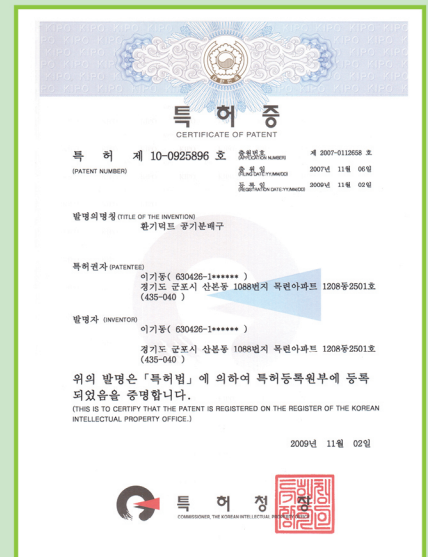 특 허 증
CERTIFICATE OF PATENT
특 허 제 10-0925896 호
(PATENT NUMBER)
출원번호 제 2007-0112658 호
(APPLICATION NUMBER)
출 원 일 2007년 11월 06일
(FILING DATE:YY/MM/DD)
등 록 일 2009년 11월 02일
(REGISTRATION DATE:YY/MM/DD)
발명의명칭 (TITLE OF THE INVENTION)
환기덕트 공기분배구
특허권자 (PATENTEE)
이기동( 630426-1****** )
경기도 군포시 산본동 1088번지 목련아파트 1208동2501호
(435-040 )
발명자 (INVENTOR)
이기동( 630426-1****** )
경기도 군포시 산본동 1088번지 목련아파트 1208동2501호
(435-040 )
위의 발명은 「특허법」에 의하여 특허등록원부에 등록
되었음을 증명합니다.
(THIS IS TO CERTIFY THAT THE PATENT IS REGISTERED ON THE REGISTER OF THE KOREAN
INTELLECTUAL PROPERTY OFFICE.)
2009년 11월 02일
특 허 청 장
COMMISSIONER, THE KOREAN INTELLECTUAL